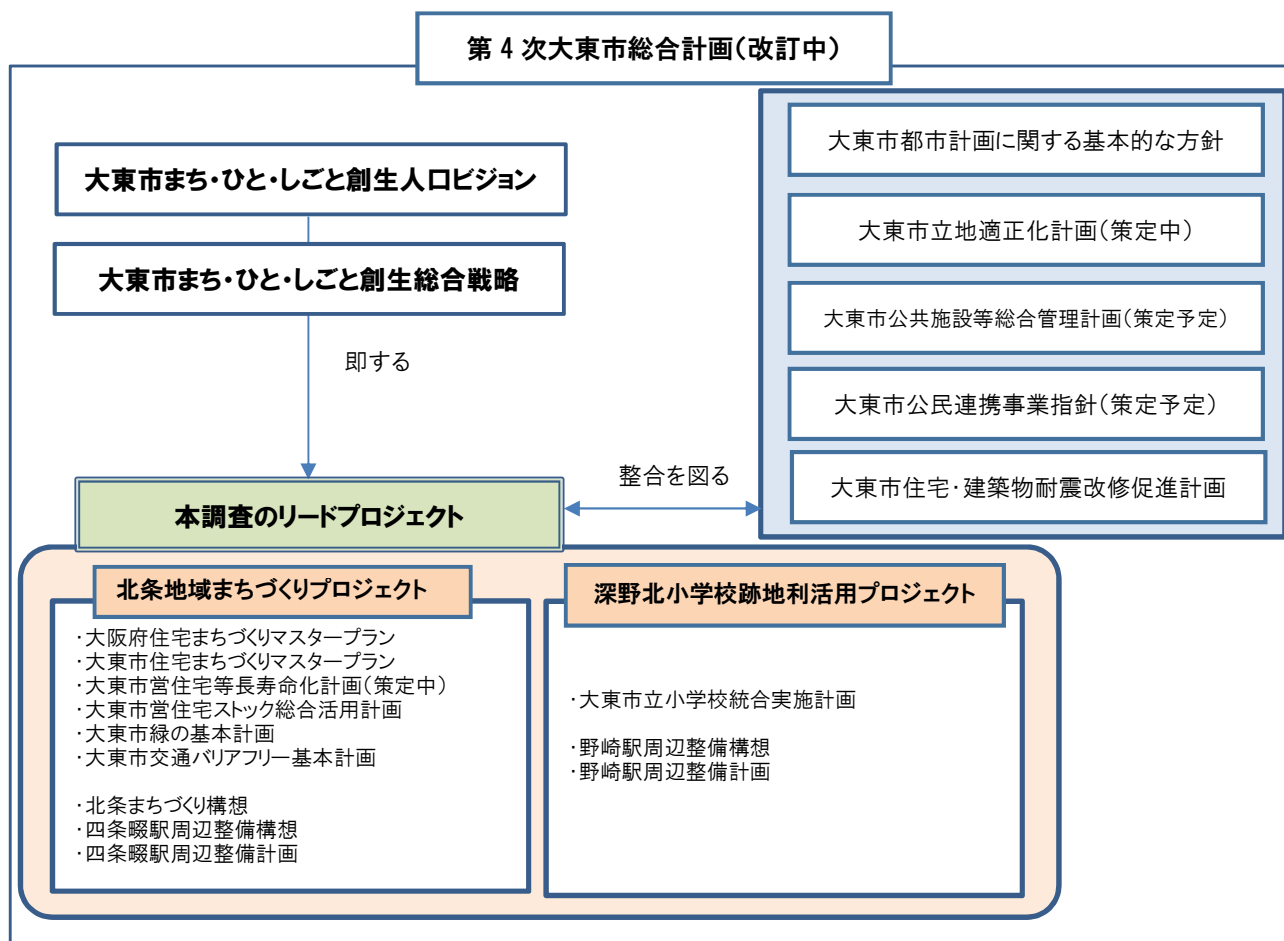 第 4 次大東市総合計画(改訂中)
大東市まち・ひと・しごと創生人口ビジョン
大東市まち・ひと・しごと創生総合戦略
即する
大東市都市計画に関する基本的な方針
大東市立地適正化計画(策定中)
大東市公共施設等総合管理計画(策定予定)
大東市公民連携事業指針(策定予定)
大東市住宅・建築物耐震改修促進計画
整合を図る
本調査のリードプロジェクト
北条地域まちづくりプロジェクト
・大阪府住宅まちづくりマスタープラン
・大東市住宅まちづくりマスタープラン
・大東市営住宅等長寿命化計画(策定中)
・大東市営住宅ストック総合活用計画
・大東市緑の基本計画
・大東市交通バリアフリー基本計画
・北条まちづくり構想
・四条畷駅周辺整備構想
・四条畷駅周辺整備計画
深野北小学校跡地利活用プロジェクト
・大東市立小学校統合実施計画
・野崎駅周辺整備構想
・野崎駅周辺整備計画